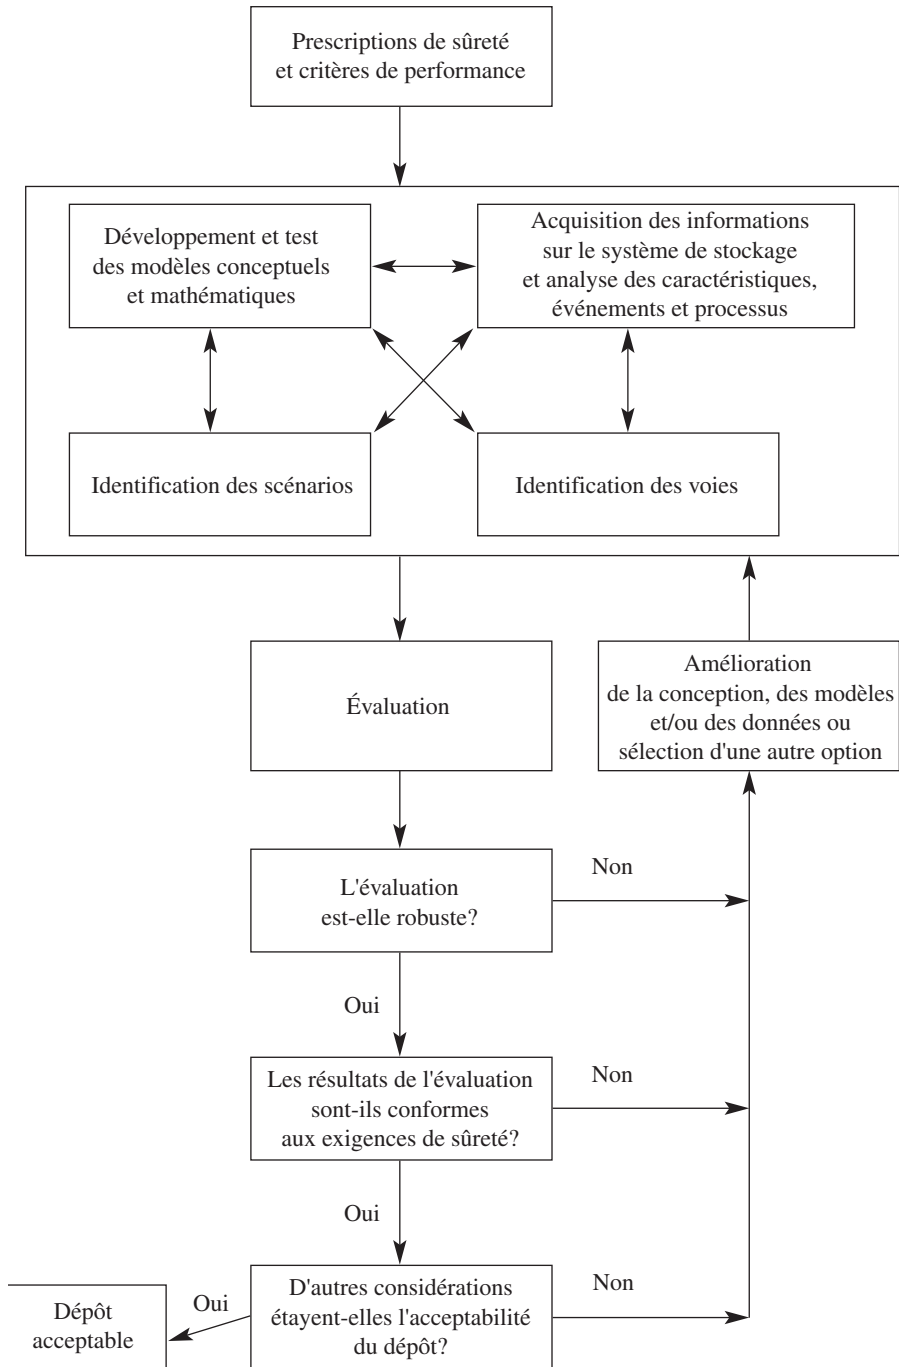 Prescriptions de sûreté
et critères de performance
Développement et test
des modèles conceptuels
et mathématiques
Acquisition des informations
sur le système de stockage
et analyse des caractéristiques,
événements et processus
Identification des scénarios
Identification des voies
Évaluation
Amélioration
de la conception, des modèles
et/ou des données ou
sélection d'une autre option
L'évaluation
est-elle robuste?
Non
Oui
Les résultats de l'évaluation
sont-ils conformes
aux exigences de sûreté?
Non
Oui
D'autres considérations
étayent-elles l'acceptabilité
du dépôt?
Non
Oui
Dépôt
acceptable